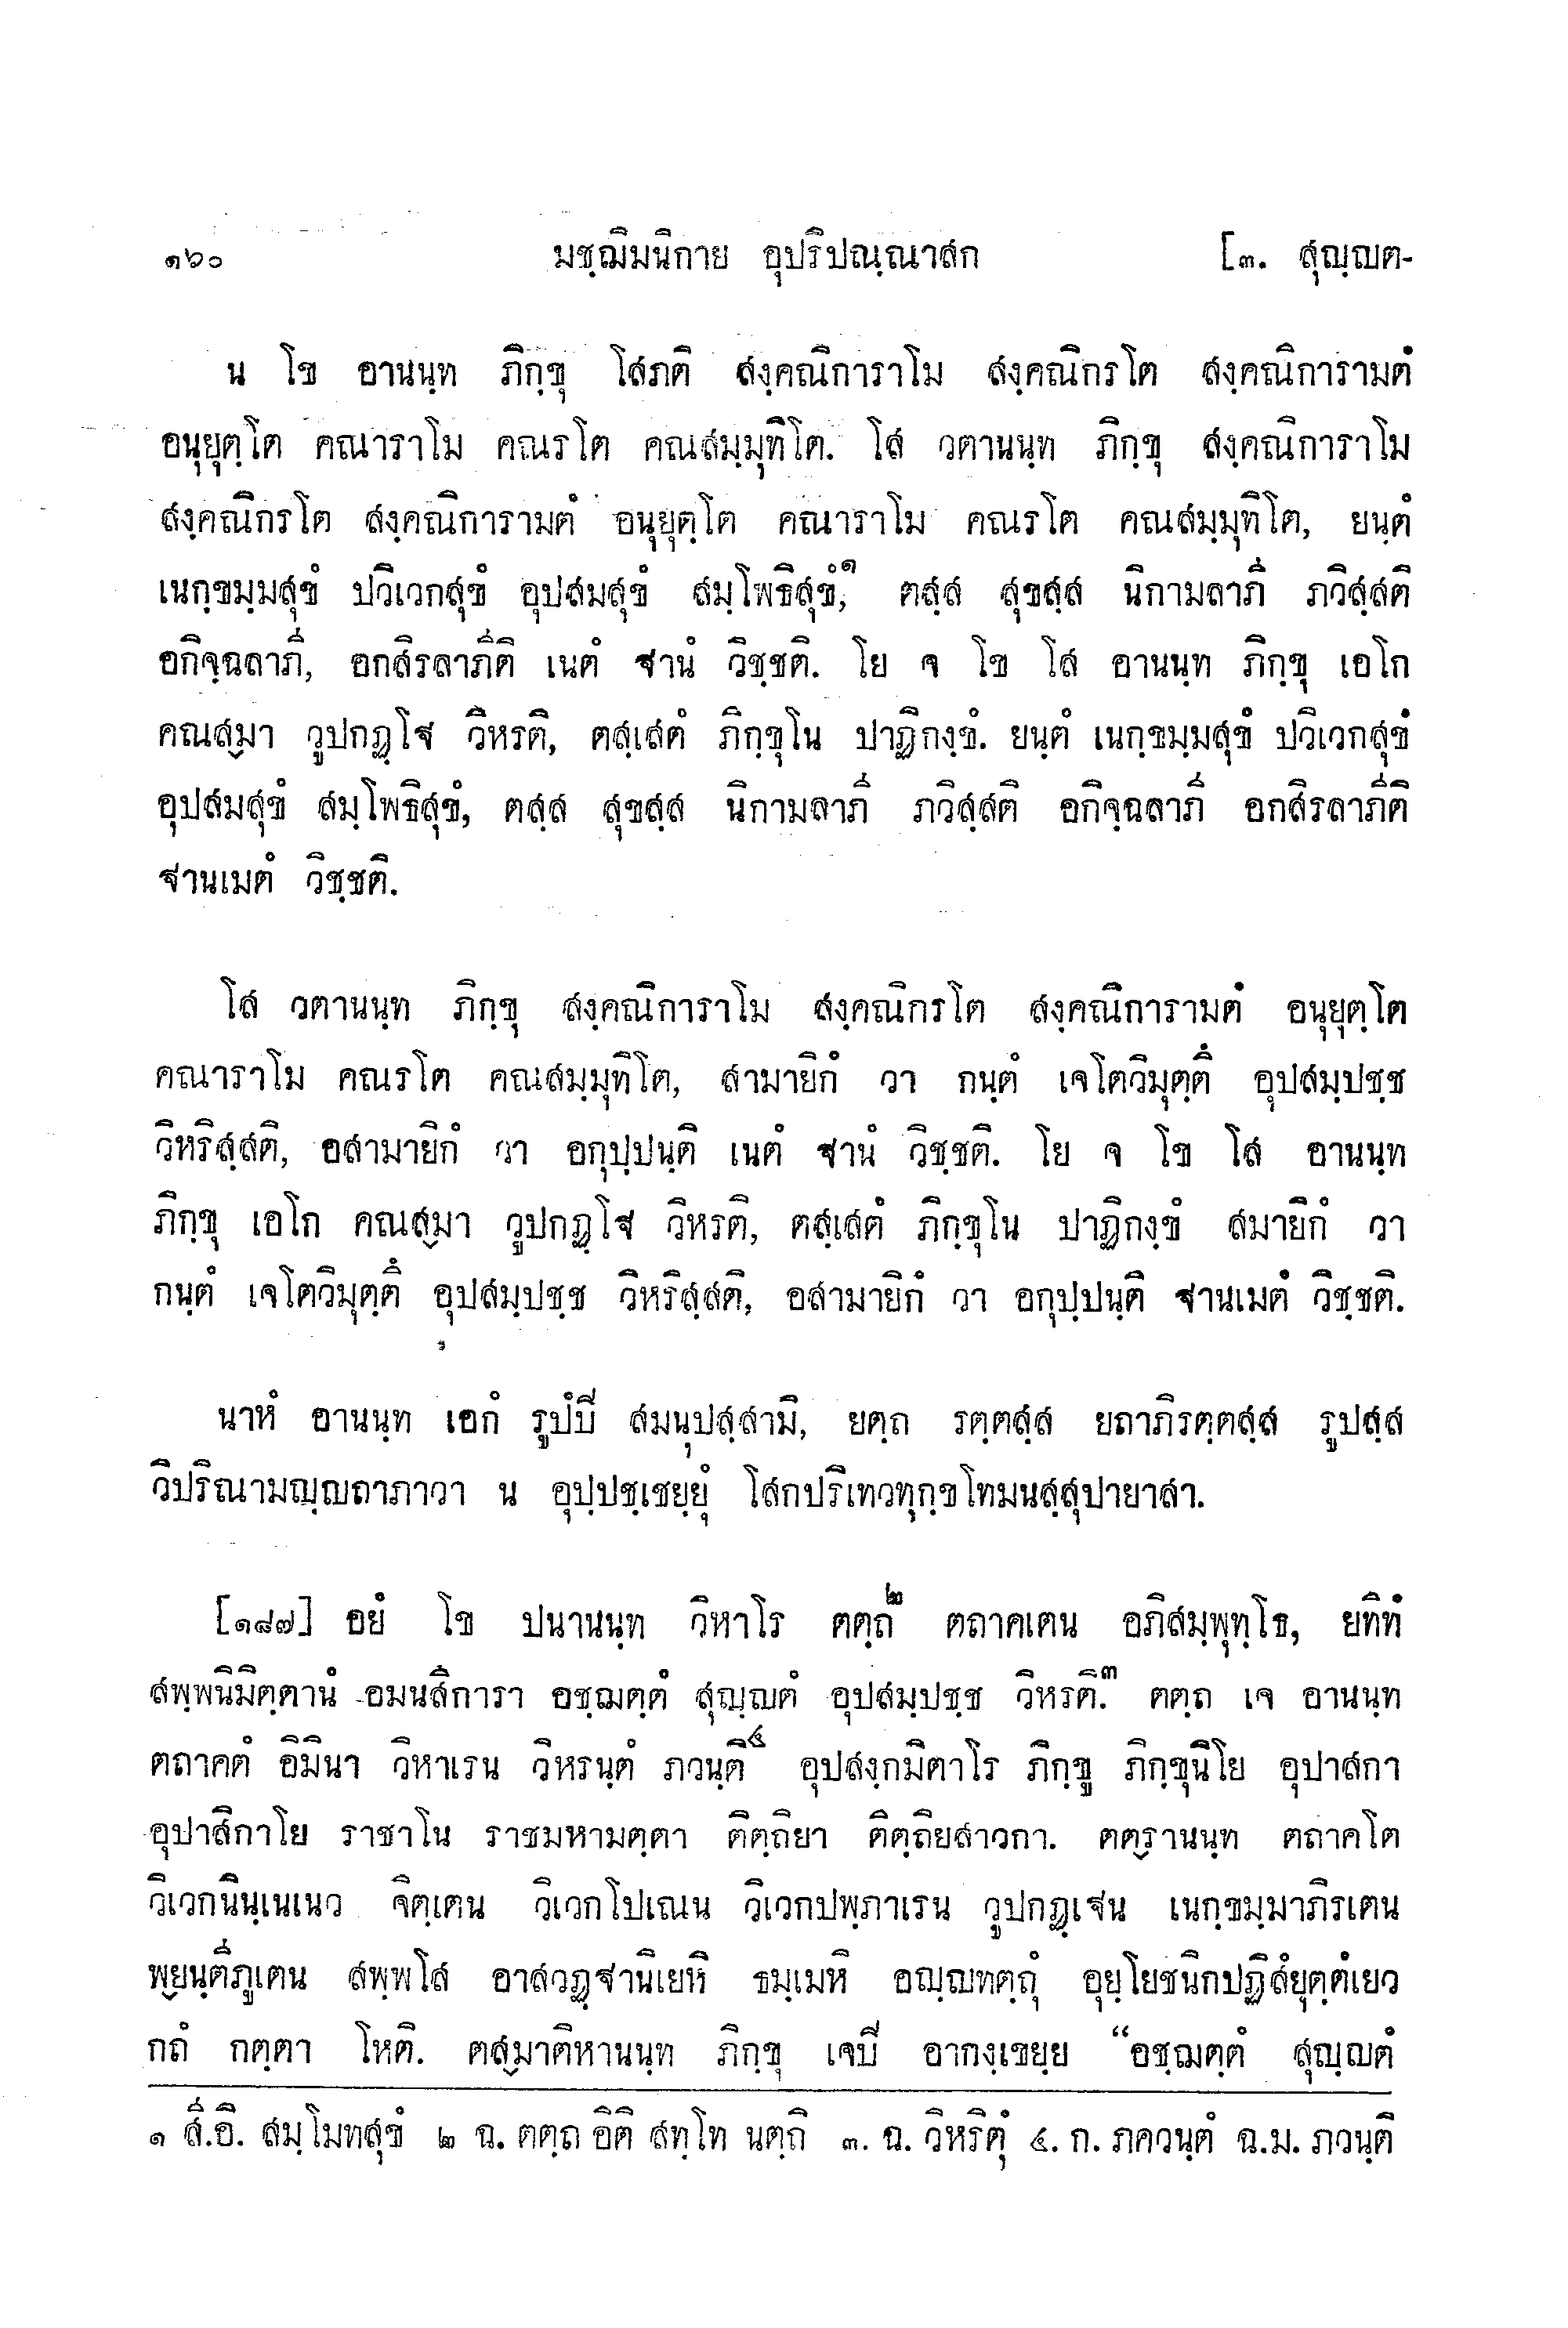 ๑๖๐ มชฺฌิมนิกาย อุปริปณฺณาสก [๓. สุญฺญต-
น โข อานนฺท ภิกฺขุ โสภติ สงฺคณิการาโม สงฺคณิกรโต สงฺคณิการามตํ
อนุยุตฺโต คณาราโม คณรโต คณสมฺมุทิโต. โส วตานนฺท ภิกฺขุ สงฺคณิการาโม
สงฺคณิกรโต สงฺคณิการามตํ อนุยุตฺโต คณาราโม คณรโต คณสมฺมุทิโต, ยนฺตํ
เนกฺขมฺมสุขํ ปวิเวกสุขํ อุปสมสุขํ สมฺโพธิสุขํ,๑ ตสฺส สุขสฺส นิกามลาภี ภวิสฺสติ
อกิจฺฉลาภี, อกสิรลาภีติ เนตํ ฐานํ วิชฺชติ. โย จ โข โส อานนฺท ภิกฺขุ เอโก
คณสฺมา วูปกฏฺโฐ วิหรติ, ตสฺเสตํ ภิกฺขุโน ปาฏิกงฺขํ. ยนฺตํ เนกฺขมฺมสุขํ ปวิเวกสุขํ
อุปสมสุขํ สมฺโพธิสุขํ, ตสฺส สุขสฺส นิกามลาภี ภวิสฺสติ อกิจฺฉลาภี อกสิรลาภีติ
ฐานเมตํ วิชฺชติ.
โส วตานนฺท ภิกฺขุ สงฺคณิการาโม สงฺคณิกรโต สงฺคณิการามตํ อนุยุตฺโต
คณาราโม คณรโต คณสมฺมุทิโต, สามายิกํ วา กนฺตํ เจโตวิมุตฺตึ อุปสมฺปชฺช
วิหริสฺสติ, อสามายิกํ วา อกุปฺปนฺติ เนตํ ฐานํ วิชฺชติ. โย จ โข โส อานนฺท
ภิกฺขุ เอโก คณสฺมา วูปกฏฺโฐ วิหรติ, ตสฺเสตํ ภิกฺขุโน ปาฏิกงฺขํ สมายิกํ วา
กนฺตํ เจโตวิมุตฺตึ อุปสมฺปชฺช วิหริสฺสติ, อสามายิกํ วา อกุปฺปนฺติ ฐานเมตํ วิชฺชติ.
นาหํ อานนฺท เอกํ รูปํปิ สมนุปสฺสามิ, ยตฺถ รตฺตสฺส ยถาภิรตฺตสฺส รูปสฺส
วิปริณามญฺญถาภาวา น อุปฺปชฺเชยฺยุํ โสกปริเทวทุกฺขโทมนสฺสุปายาสา.
[๑๘๗] อยํ โข ปนานนฺท วิหาโร ตตฺถ๒ ตถาคเตน อภิสมฺพุทฺโธ, ยทิทํ
สพฺพนิมิตฺตานํ อมนสิการา อชฺฌตฺตํ สุญฺญตํ อุปสมฺปชฺช วิหรติ.๓ ตตฺถ เจ อานนฺท
ตถาคตํ อิมินา วิหาเรน วิหรนฺตํ ภวนฺติ๔ อุปสงฺกมิตาโร ภิกฺขู ภิกฺขุนิโย อุปาสกา
อุปาสิกาโย ราชาโน ราชมหามตฺตา ติตฺถิยา ติตฺถิยสาวกา. ตตฺรานนฺท ตถาคโต
วิเวกนินฺเนเนว จิตฺเตน วิเวกโปเณน วิเวกปพฺภาเรน วูปกฏฺเฐน เนกฺขมฺมาภิรเตน
พฺยนฺตีภูเตน สพฺพโส อาสวฏฺฐานิเยหิ ธมฺเมหิ อญฺญทตฺถุํ อุยฺโยชนิกปฏิสํยุตฺตํเยว
กถํ กตฺตา โหติ. ตสฺมาติหานนฺท ภิกฺขุ เจปิ อากงฺเขยฺย “อชฺฌตฺตํ สุญฺญตํ
๑ สี.อิ. สมฺโมทสุขํ ๒ ฉ. ตตฺถ อิติ สทฺโท นตฺถิ ๓. ฉ. วิหริตุํ ๔. ก. ภควนฺตํ ฉ.ม. ภวนฺติ